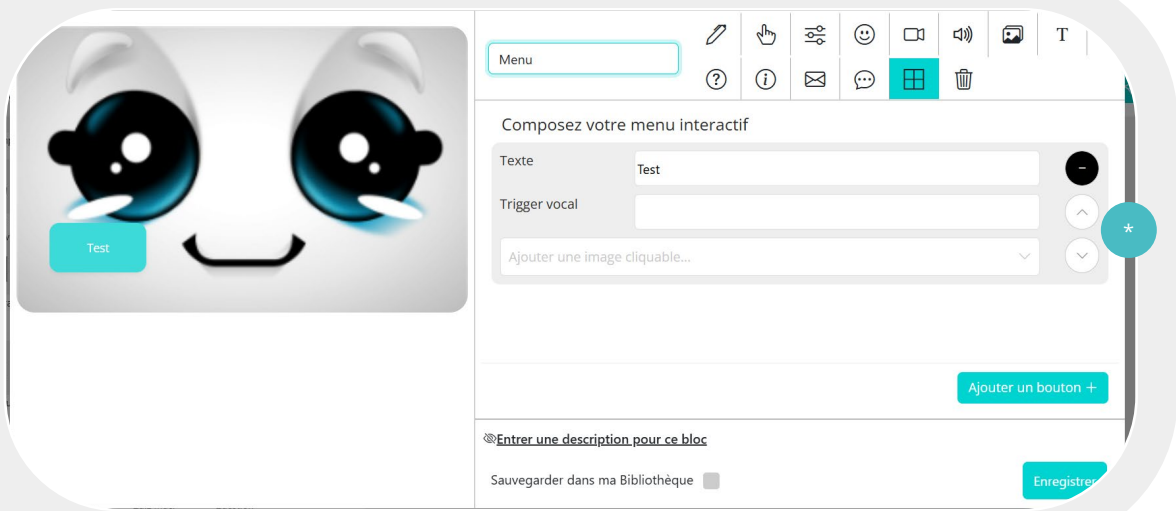 Menu
T
Composez votre menu interactif
Texte
Test
Trigger vocal
Test
Ajouter une image cliquable...
Ajouter un bouton +
Entrer une description pour ce bloc
Sauvegarder dans ma Bibliothèque
Enregistrer
*